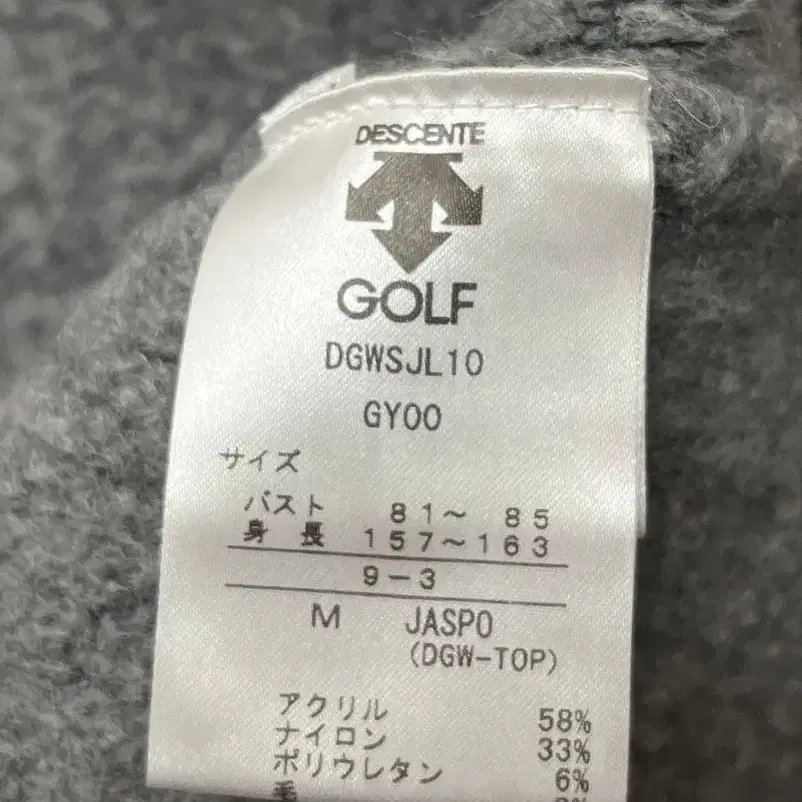 DESCENTE
GOLF
DGWSJL10
GY00
サイズ
バスト 81～ 85
身 長 157～163
9-3
M JASPO
(DGW-TOP)
アクリル 58%
ナイロン 33%
ポリウレタン 6%
毛